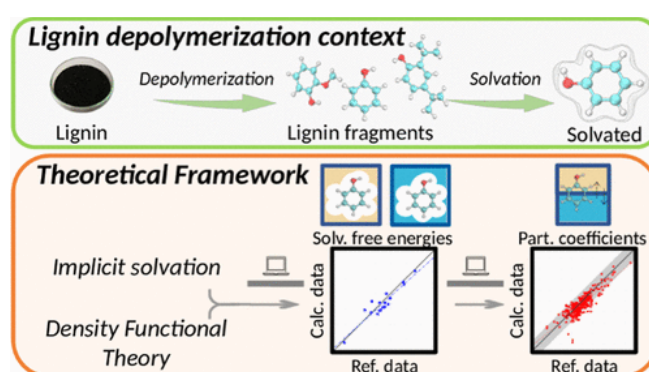 Lignin depolymerization context
Depolymerization
Solvation
Lignin
Lignin fragments
Solvated
Theoretical Framework
Solv. free energies
Part. coefficients
Implicit solvation
Density Functional
Theory
Calc. data
Ref. data
Calc. data
Ref. data